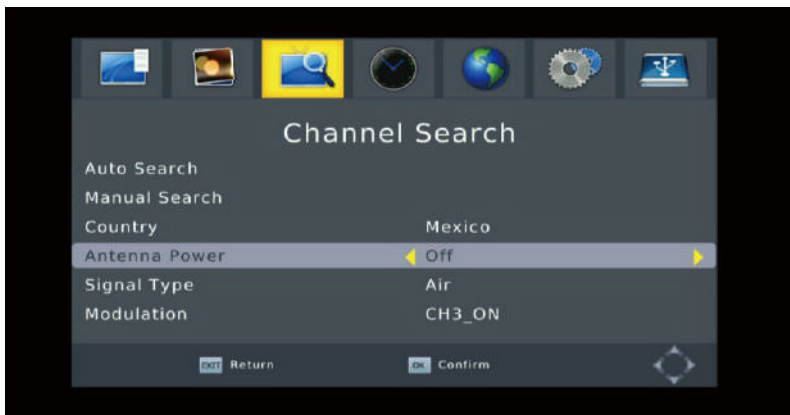 Channel Search
Auto Search
Manual Search
Country Mexico
Antenna Power Off
Signal Type Air
Modulation CH3_ON
EXIT Return OK Confirm